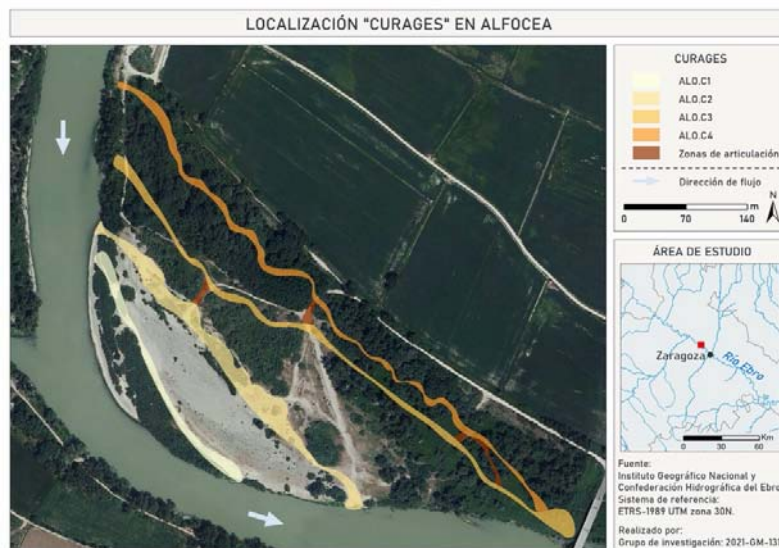 LOCALIZACIÓN "CURAGES" EN ALFOCEA
CURAGES
ALO.C1
ALO.C2
ALO.C3
ALO.C4
Zonas de articulación
Dirección de flujo
m
N
0 70 140
ÁREA DE ESTUDIO
Zaragoza
Río Ebro
Km
0 30 60
Fuente:
Instituto Geográfico Nacional y
Confederación Hidrográfica del Ebro
Sistema de referencia:
ETRS-1989 UTM zona 30N.
Realizado por:
Grupo de investigación: 2021-GM-131